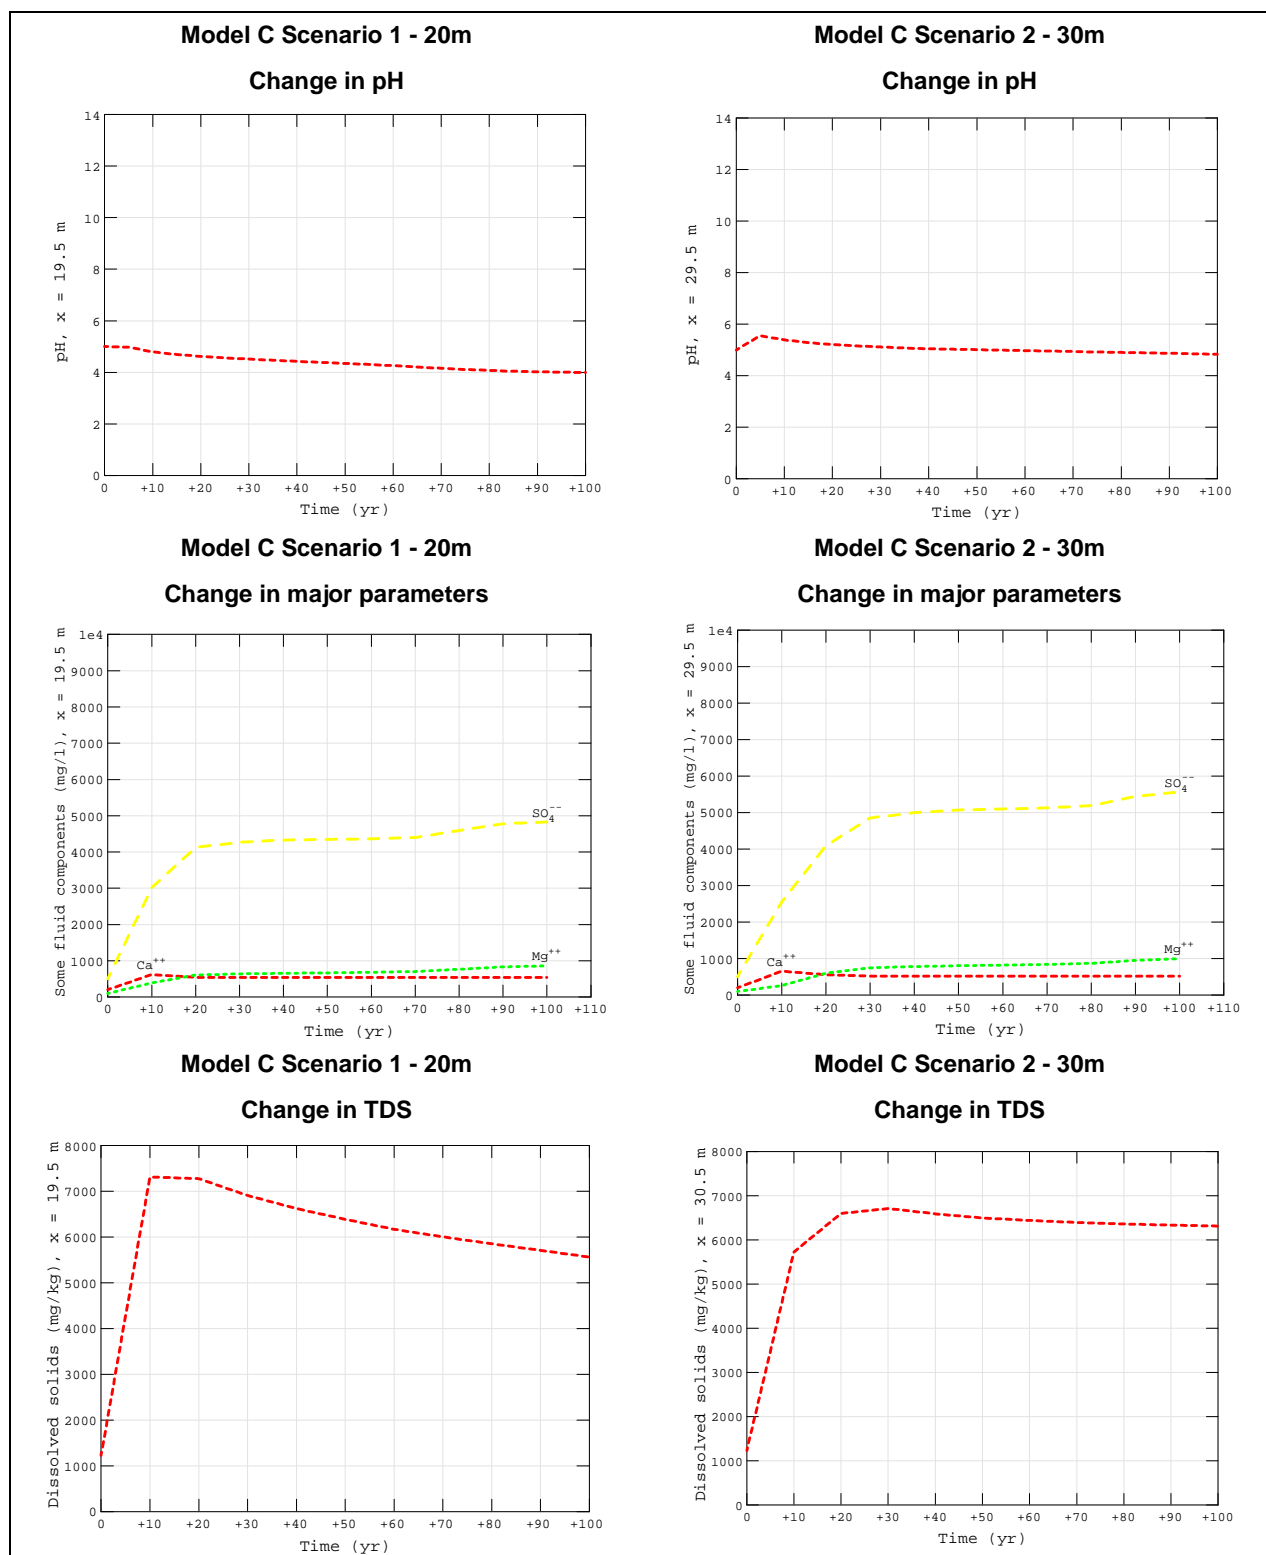 Model C Scenario 1 - 20m
Change in pH
14
12
10
8
6
4
2
0
pH, x = 19.5 m
0 +10 +20 +30 +40 +50 +60 +70 +80 +90 +100
Time (yr)
Model C Scenario 2 - 30m
Change in pH
14
12
10
8
6
4
2
0
pH, x = 29.5 m
0 +10 +20 +30 +40 +50 +60 +70 +80 +90 +100
Time (yr)
Model C Scenario 1 - 20m
Change in major parameters
1e4
9000
8000
7000
6000
5000
4000
3000
2000
1000
0
Some fluid components (mg/l), x = 19.5 m
SO₄⁻⁻
Mg⁺⁺
Ca⁺⁺
0 +10 +20 +30 +40 +50 +60 +70 +80 +90 +100 +110
Time (yr)
Model C Scenario 2 - 30m
Change in major parameters
1e4
9000
8000
7000
6000
5000
4000
3000
2000
1000
0
Some fluid components (mg/l), x = 29.5 m
SO₄⁻⁻
Mg⁺⁺
Ca⁺⁺
0 +10 +20 +30 +40 +50 +60 +70 +80 +90 +100 +110
Time (yr)
Model C Scenario 1 - 20m
Change in TDS
8000
7000
6000
5000
4000
3000
2000
1000
0
Dissolved solids (mg/kg), x = 19.5 m
0 +10 +20 +30 +40 +50 +60 +70 +80 +90 +100
Time (yr)
Model C Scenario 2 - 30m
Change in TDS
8000
7000
6000
5000
4000
3000
2000
1000
0
Dissolved solids (mg/kg), x = 30.5 m
0 +10 +20 +30 +40 +50 +60 +70 +80 +90 +100
Time (yr)